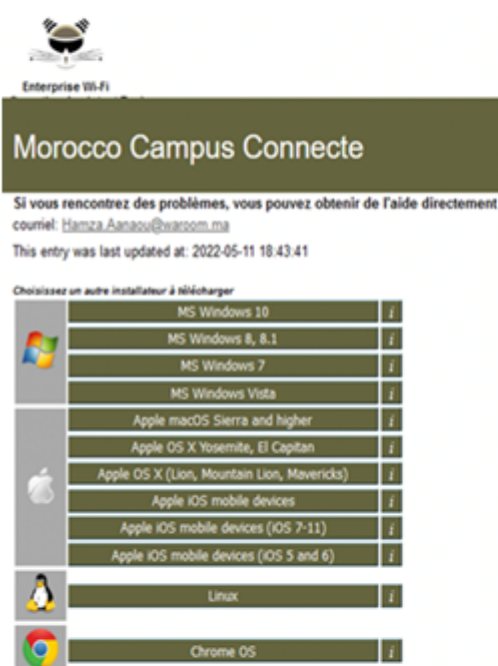 Enterprise Wi-Fi
Morocco Campus Connecte
Si vous rencontrez des problèmes, vous pouvez obtenir de l'aide directement
courriel: Hamza.Aanaou@waroom.ma
This entry was last updated at: 2022-05-11 18:43:41
Choisissez un autre installateur à télécharger
MS Windows 10 i
MS Windows 8, 8.1 i
MS Windows 7 i
MS Windows Vista i
Apple macOS Sierra and higher i
Apple OS X Yosemite, El Capitan i
Apple OS X (Lion, Mountain Lion, Mavericks) i
Apple iOS mobile devices i
Apple iOS mobile devices (iOS 7-11) i
Apple iOS mobile devices (iOS 5 and 6) i
Linux i
Chrome OS i